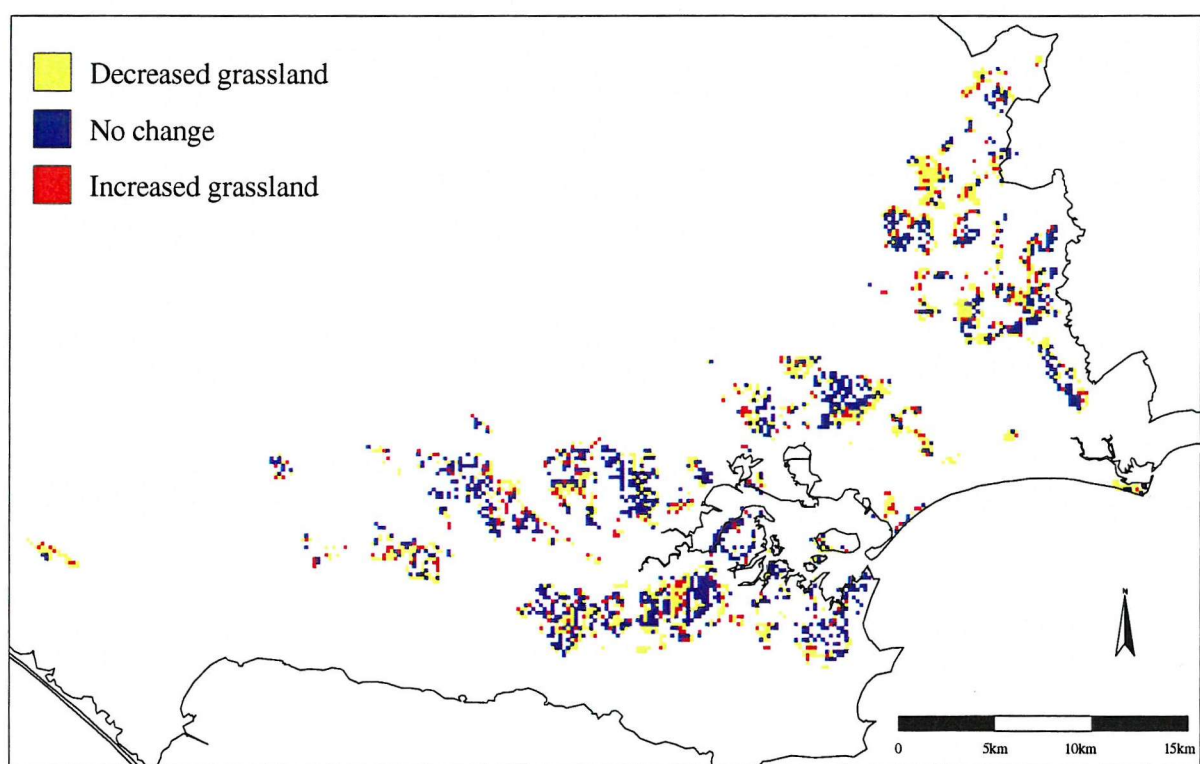 Decreased grassland
No change
Increased grassland
N
0 5km 10km 15km